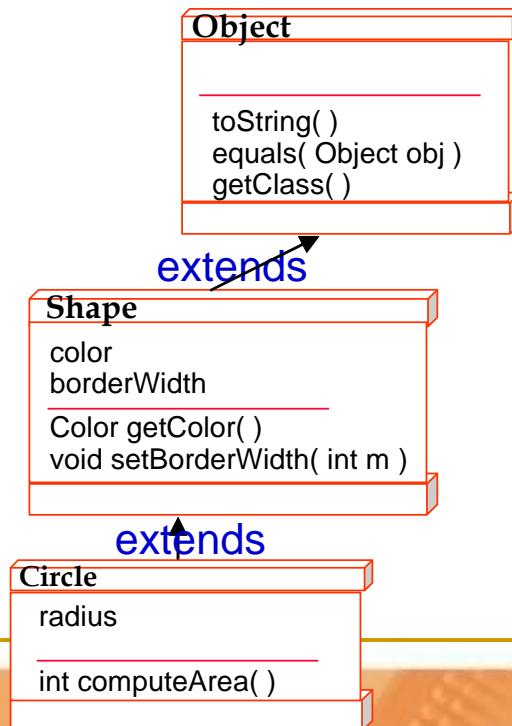 Object
toString( )
equals( Object obj )
getClass( )
extends
Shape
color
borderWidth
Color getColor( )
void setBorderWidth( int m )
extends
Circle
radius
int computeArea( )